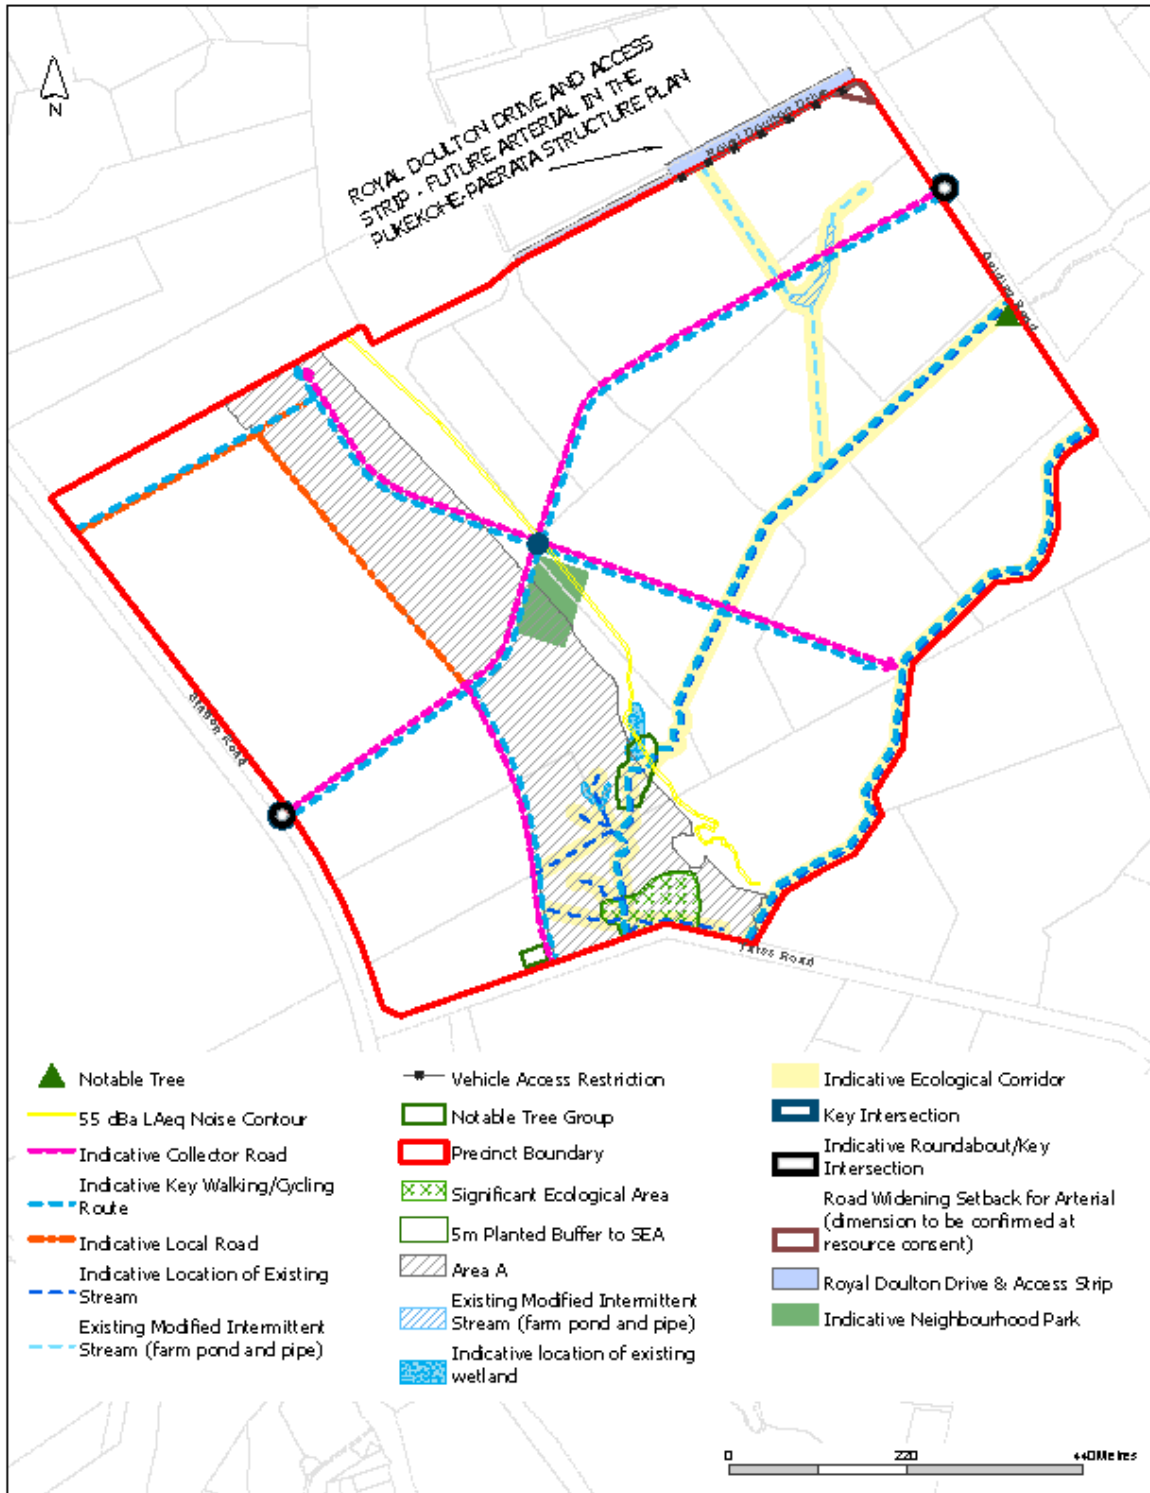 N
ROYAL DOULTON DRIVE AND ACCESS
STRIP - FUTURE ARTERIAL IN THE
PUKEKOHE-PAERATA STRUCTURE PLAN
Royal Doulton Drive
Golding Road
Station Road
Yates Road
Notable Tree
55 dBa LAeq Noise Contour
Indicative Collector Road
Indicative Key Walking/Cycling
Route
Indicative Local Road
Indicative Location of Existing
Stream
Existing Modified Intermittent
Stream (farm pond and pipe)
Vehicle Access Restriction
Notable Tree Group
Precinct Boundary
Significant Ecological Area
5m Planted Buffer to SEA
Area A
Existing Modified Intermittent
Stream (farm pond and pipe)
Indicative location of existing
wetland
Indicative Ecological Corridor
Key Intersection
Indicative Roundabout/Key
Intersection
Road Widening Setback for Arterial
(dimension to be confirmed at
resource consent)
Royal Doulton Drive & Access Strip
Indicative Neighbourhood Park
0 220 440 Metres